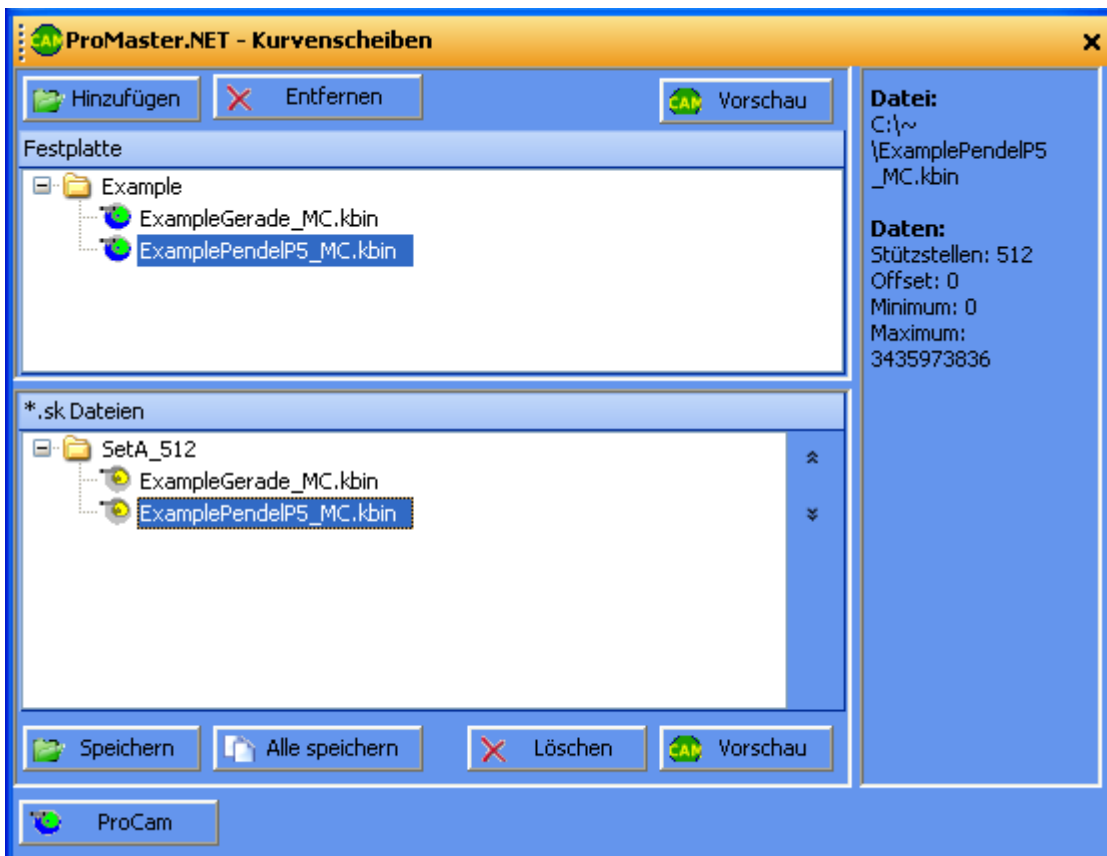 ProMaster.NET - Kurvenscheiben
Hinzufügen
Entfernen
Vorschau
Festplatte
Example
ExampleGerade_MC.kbin
ExamplePendelP5_MC.kbin
*.sk Dateien
SetA_512
ExampleGerade_MC.kbin
ExamplePendelP5_MC.kbin
Speichern
Alle speichern
Löschen
CAM Vorschau
ProCam
Datei:
C:\~
\ExamplePendelP5
_MC.kbin
Daten:
Stützstellen: 512
Offset: 0
Minimum: 0
Maximum:
3435973836